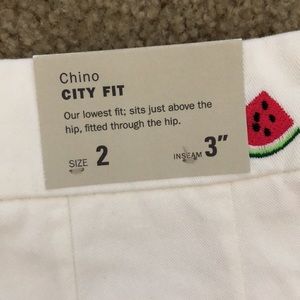 Chino
CITY FIT
Our lowest fit; sits just above the
hip, fitted through the hip.
SIZE 2 INSEAM 3"